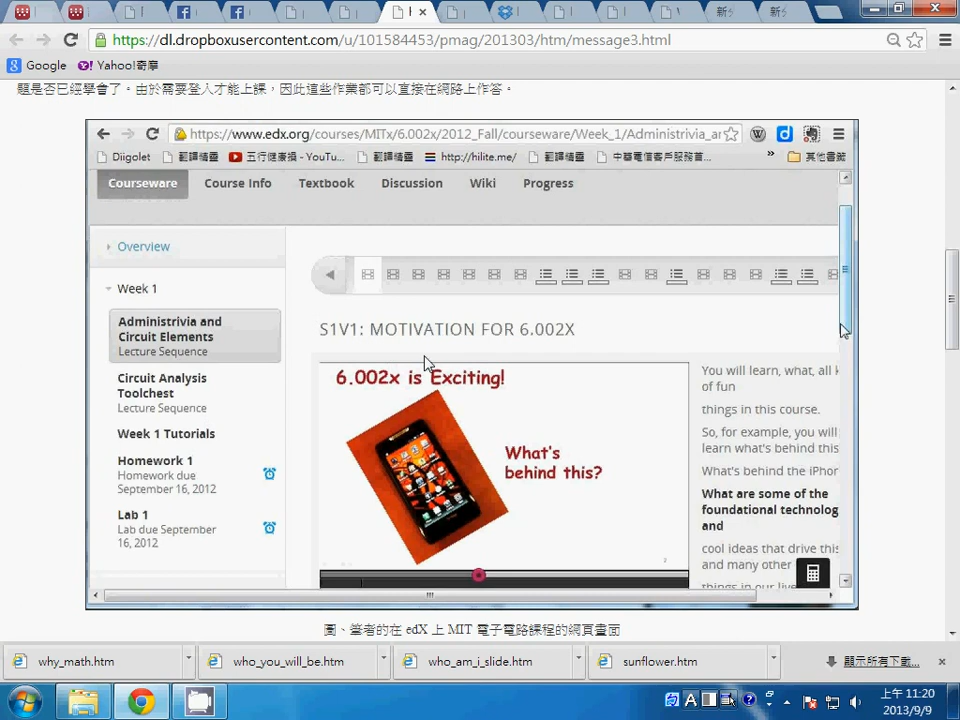 新分
新分
https://dl.dropboxusercontent.com/u/101584453/pmag/201303/htm/message3.html
Google Yahoo!奇摩
題是否已經學會了。由於需要登入才能上課，因此這些作業都可以直接在網路上作答。
https://www.edx.org/courses/MITx/6.002x/2012_Fall/courseware/Week_1/Administrivia_ar
Diigolet 翻譯精靈 五行健康操 - YouTu... 翻譯精靈 http://hilite.me/ 翻譯精靈 中華電信客戶服務首... » 其他書籤
Courseware Course Info Textbook Discussion Wiki Progress
Overview
Week 1
Administrivia and
Circuit Elements
Lecture Sequence
Circuit Analysis
Toolchest
Lecture Sequence
Week 1 Tutorials
Homework 1
Homework due
September 16, 2012
Lab 1
Lab due September
16, 2012
S1V1: MOTIVATION FOR 6.002X
6.002x is Exciting!
What's
behind this?
You will learn, what, all k
of fun
things in this course.
So, for example, you will
learn what's behind this
What's behind the iPhor
What are some of the
foundational technolog
and
cool ideas that drive this
and many other
things in our live
圖、筆者的在 edX 上 MIT 電子電路課程的網頁畫面
why_math.htm who_you_will_be.htm who_am_i_slide.htm sunflower.htm 顯示所有下載...
上午 11:20
2013/9/9